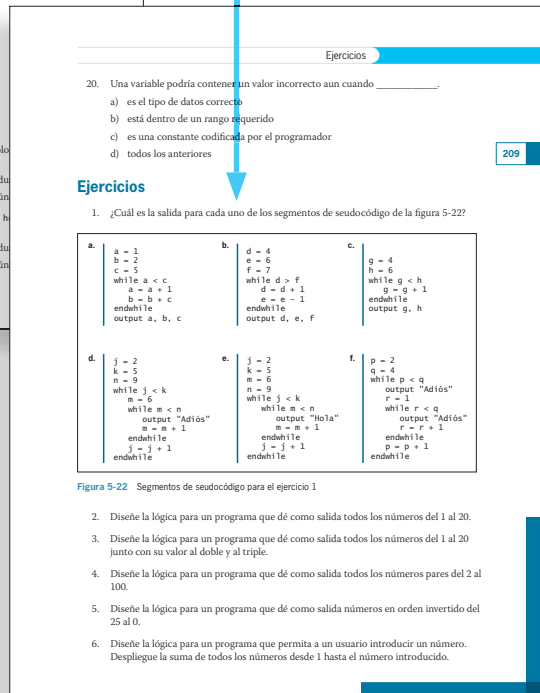 Ejercicios
20. Una variable podría contener un valor incorrecto aun cuando ____________.
a) es el tipo de datos correcto
b) está dentro de un rango requerido
c) es una constante codificada por el programador
d) todos los anteriores
209
Ejercicios
1. ¿Cuál es la salida para cada uno de los segmentos de seudocódigo de la figura 5-22?
a.
a = 1
b = 2
c = 5
while a < c
a = a + 1
b = b + c
endwhile
output a, b, c
b.
d = 4
e = 6
f = 7
while d > f
d = d + 1
e = e - 1
endwhile
output d, e, f
c.
g = 4
h = 6
while g < h
g = g + 1
endwhile
output g, h
d.
j = 2
k = 5
n = 9
while j < k
m = 6
while m < n
output "Adiós"
m = m + 1
endwhile
j = j + 1
endwhile
e.
j = 2
k = 5
m = 6
n = 9
while j < k
while m < n
output "Hola"
m = m + 1
endwhile
j = j + 1
endwhile
f.
p = 2
q = 4
while p < q
output "Adiós"
r = 1
while r < q
output "Adiós"
r = r + 1
endwhile
p = p + 1
endwhile
Figura 5-22 Segmentos de seudocódigo para el ejercicio 1
2. Diseñe la lógica para un programa que dé como salida todos los números del 1 al 20.
3. Diseñe la lógica para un programa que dé como salida todos los números del 1 al 20
junto con su valor al doble y al triple.
4. Diseñe la lógica para un programa que dé como salida todos los números pares del 2 al
100.
5. Diseñe la lógica para un programa que dé como salida números en orden invertido del
25 al 0.
6. Diseñe la lógica para un programa que permita a un usuario introducir un número.
Despliegue la suma de todos los números desde 1 hasta el número introducido.